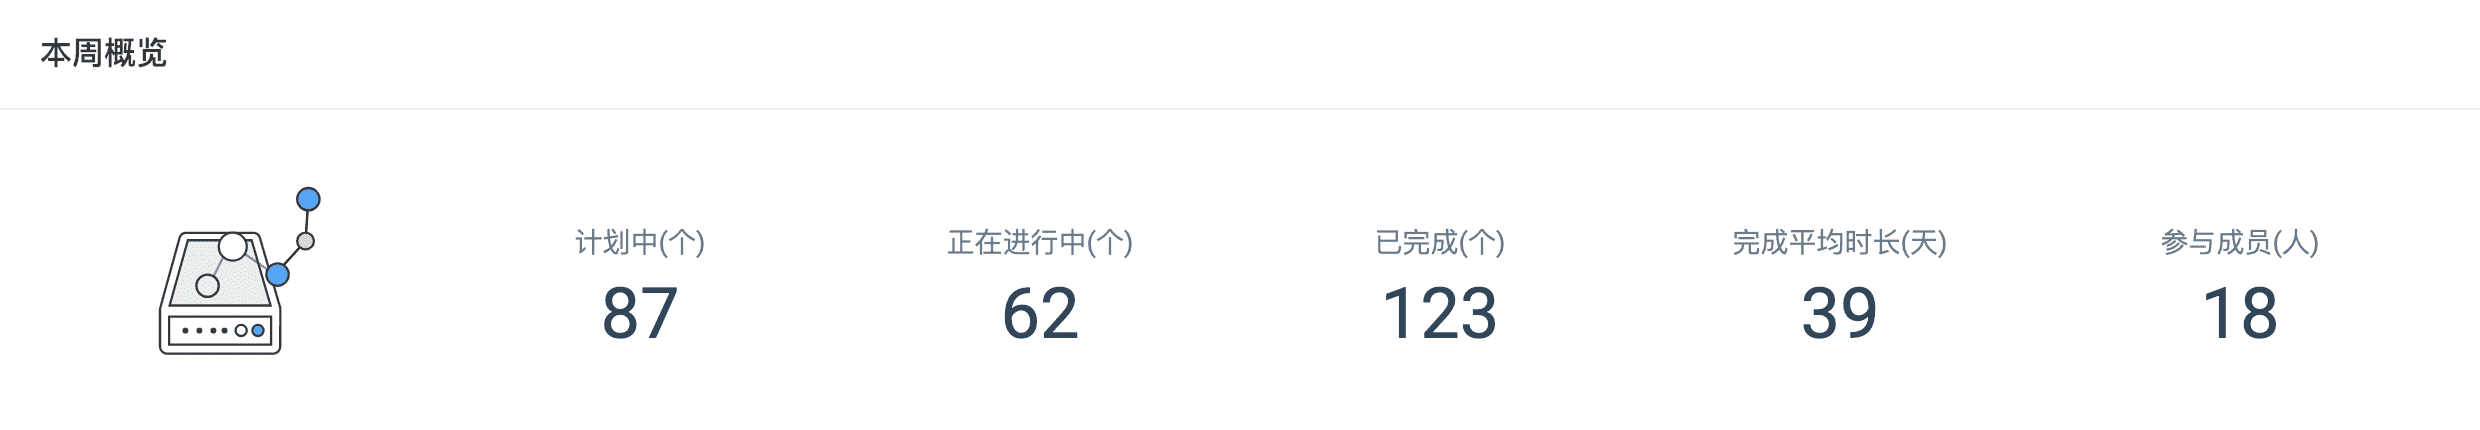 本周概览
计划中(个)
87
正在进行中(个)
62
已完成(个)
123
完成平均时长(天)
39
参与成员(人)
18